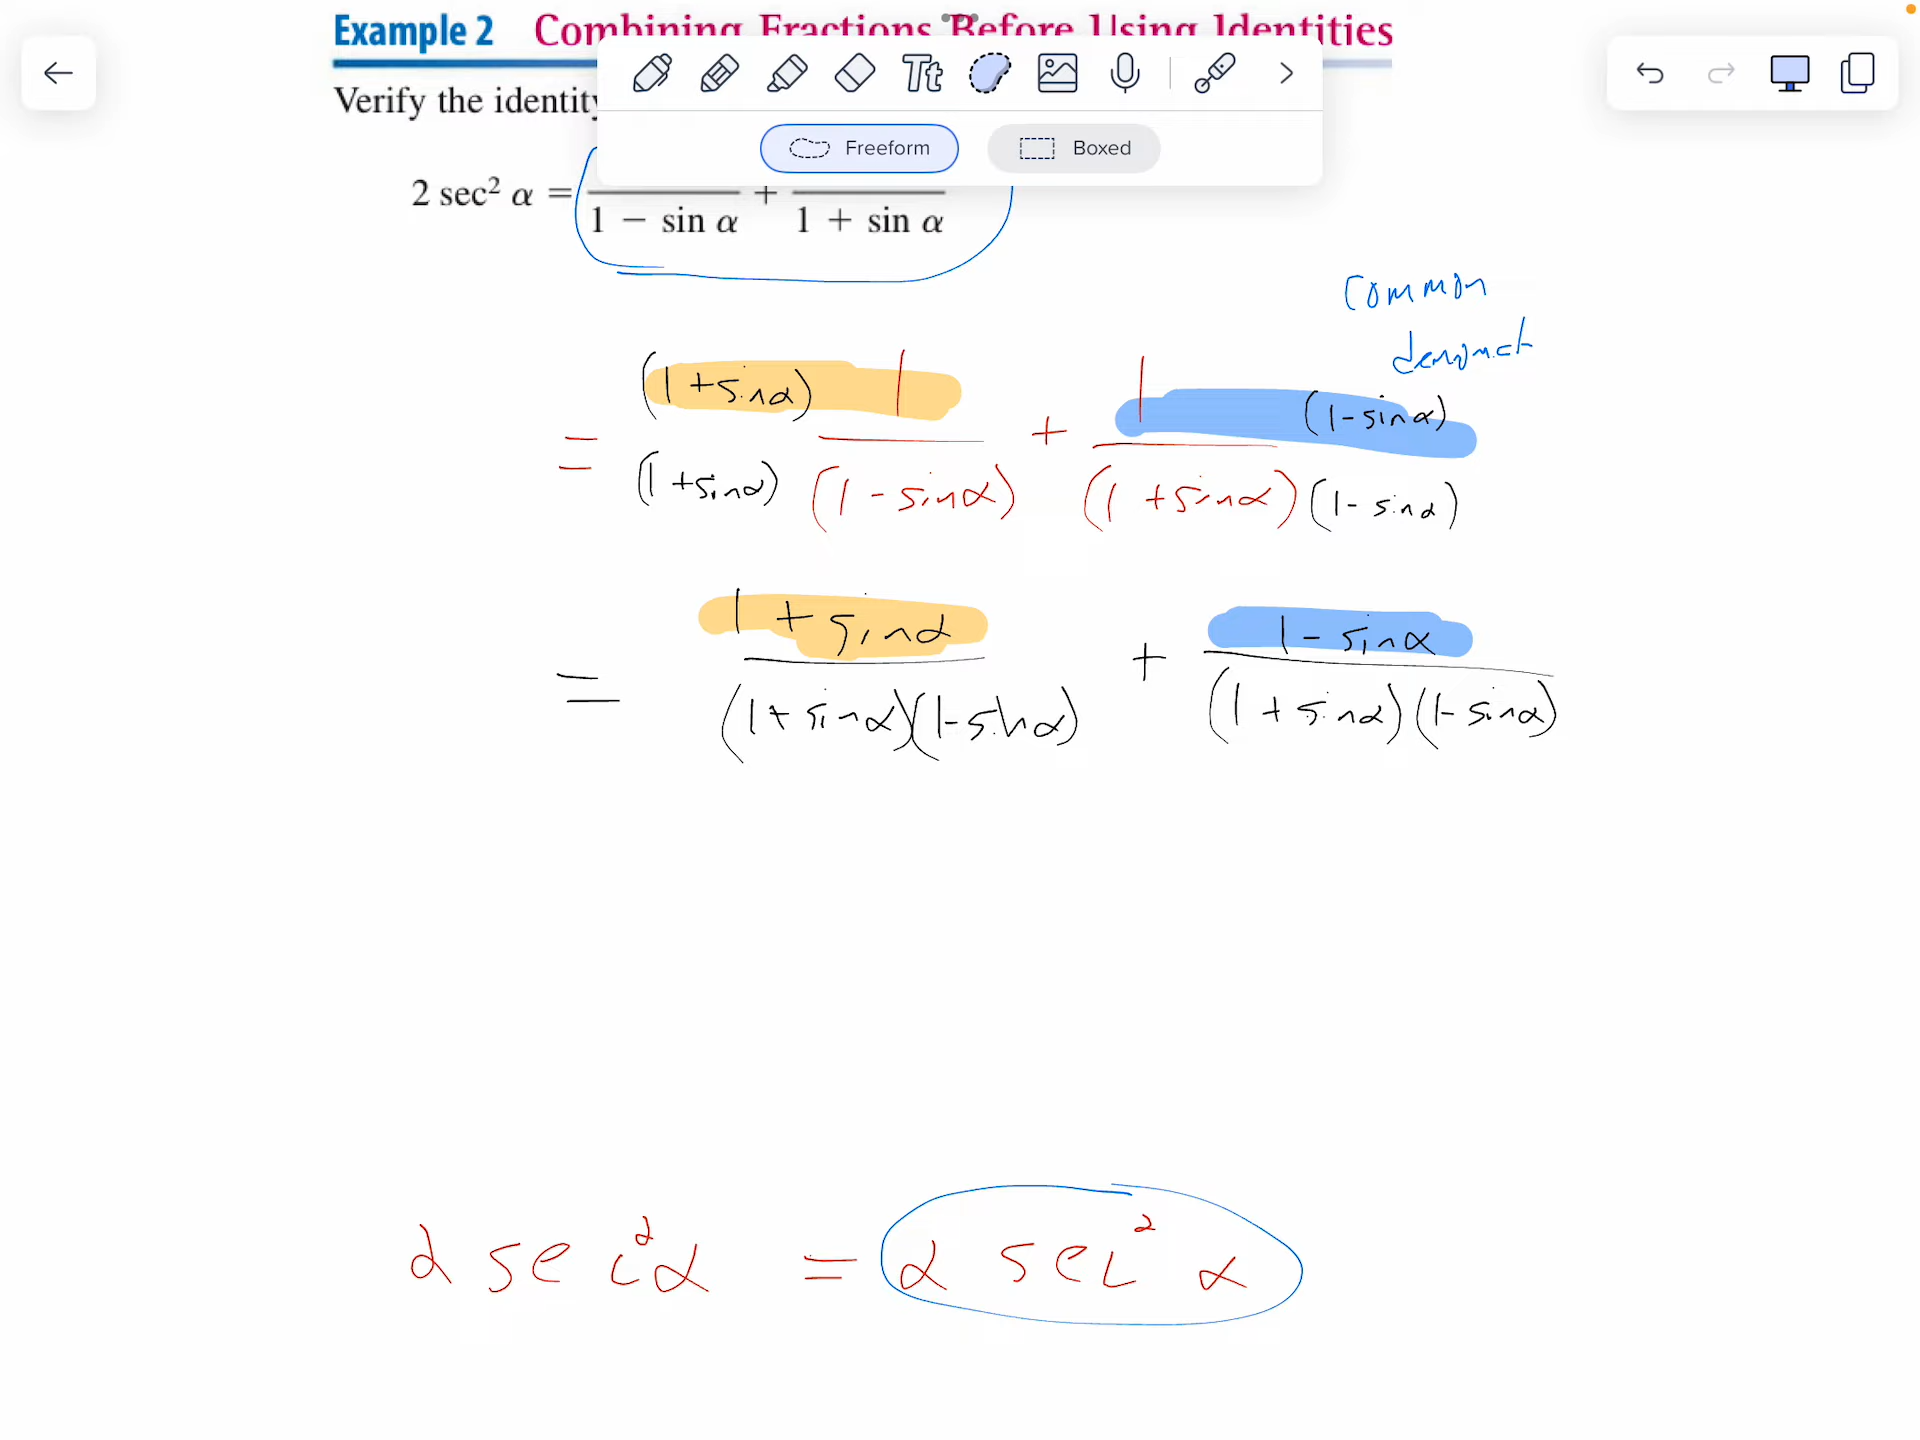 Example 2 Combining Fractions Before Using Identities
Verify the identity
Tt
Freeform Boxed
2 sec² α = ─ + ─
1 − sin α 1 + sin α
Common
denominat
(1+sinα) 1 + 1 (1-sinα)
=
(1+sinα) (1-sinα) (1+sinα) (1-sinα)
1 + sinα + 1 - sinα
=
(1+sinα)(1-sinα) (1+sinα)(1-sinα)
2 sec²α = 2 sec² α